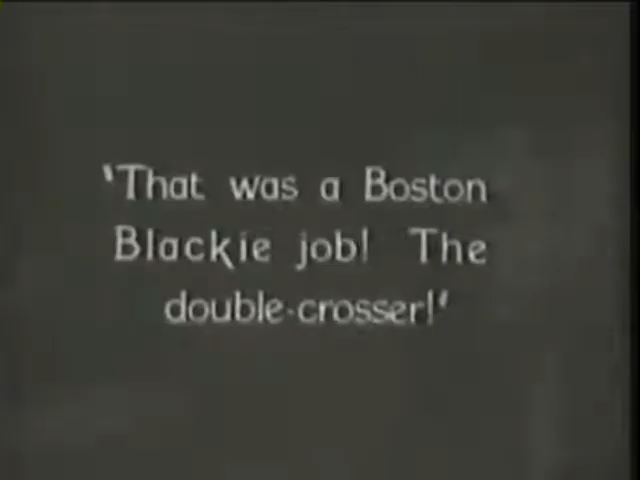 'That was a Boston
Blackie job! The
double-crosser!'